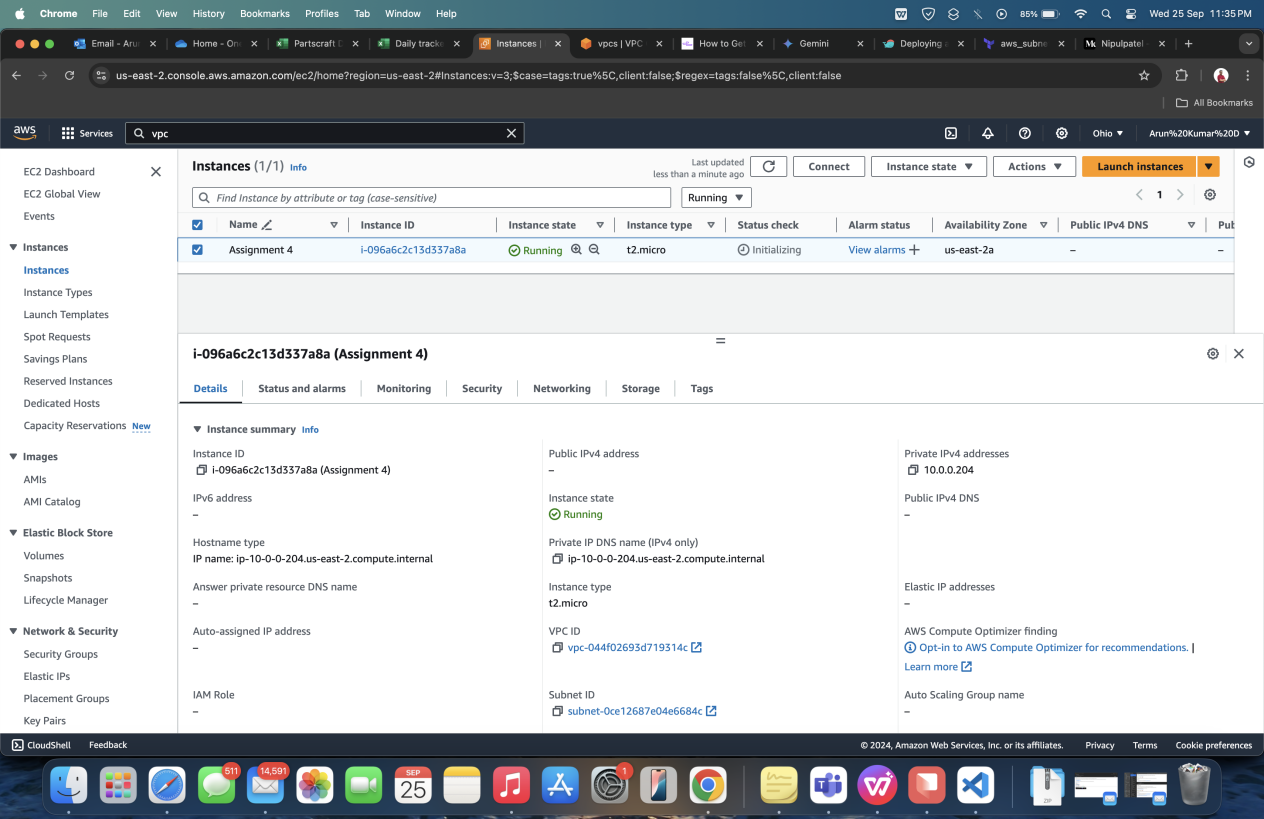 Chrome File Edit View History Bookmarks Profiles Tab Window Help 85% Wed 25 Sep 11:35 PM
Email - Aru Home - One Partscraft D Daily tracke Instances | vpcs | VPC How to Get Gemini Deploying a aws_subne Nipulpatel -
us-east-2.console.aws.amazon.com/ec2/home?region=us-east-2#Instances:v=3;$case=tags:true%5C,client:false;$regex=tags:false%5C,client:false
All Bookmarks
aws Services vpc Ohio Arun%20Kumar%20D
EC2 Dashboard
EC2 Global View
Events
Instances
Instances
Instance Types
Launch Templates
Spot Requests
Savings Plans
Reserved Instances
Dedicated Hosts
Capacity Reservations New
Images
AMIs
AMI Catalog
Elastic Block Store
Volumes
Snapshots
Lifecycle Manager
Network & Security
Security Groups
Elastic IPs
Placement Groups
Key Pairs
Instances (1/1) Info
Last updated
less than a minute ago
Connect Instance state Actions Launch instances
Find Instance by attribute or tag (case-sensitive) Running 1
Name Instance ID Instance state Instance type Status check Alarm status Availability Zone Public IPv4 DNS Pub
Assignment 4 i-096a6c2c13d337a8a Running t2.micro Initializing View alarms + us-east-2a – –
i-096a6c2c13d337a8a (Assignment 4)
Details Status and alarms Monitoring Security Networking Storage Tags
Instance summary Info
Instance ID
i-096a6c2c13d337a8a (Assignment 4)
Public IPv4 address
–
Private IPv4 addresses
10.0.0.204
IPv6 address
–
Instance state
Running
Public IPv4 DNS
–
Hostname type
IP name: ip-10-0-0-204.us-east-2.compute.internal
Private IP DNS name (IPv4 only)
ip-10-0-0-204.us-east-2.compute.internal
Answer private resource DNS name
–
Instance type
t2.micro
Elastic IP addresses
–
Auto-assigned IP address
–
VPC ID
vpc-044f02693d719314c
AWS Compute Optimizer finding
Opt-in to AWS Compute Optimizer for recommendations. |
Learn more
IAM Role
–
Subnet ID
subnet-0ce12687e04e6684c
Auto Scaling Group name
–
CloudShell Feedback © 2024, Amazon Web Services, Inc. or its affiliates. Privacy Terms Cookie preferences
511 14,591 SEP 25 1 ZIP